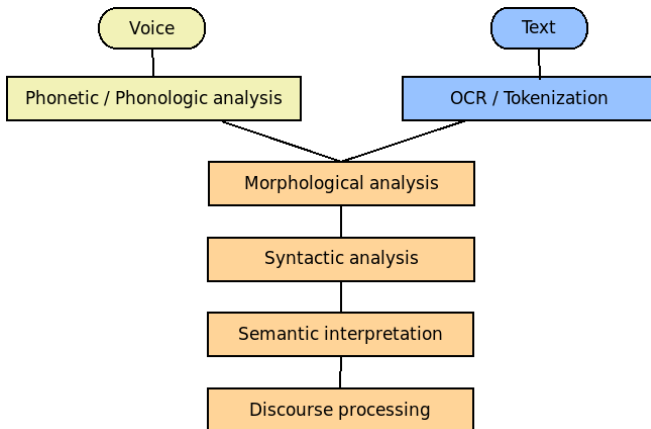 Voice
Text
Phonetic / Phonologic analysis
OCR / Tokenization
Morphological analysis
Syntactic analysis
Semantic interpretation
Discourse processing